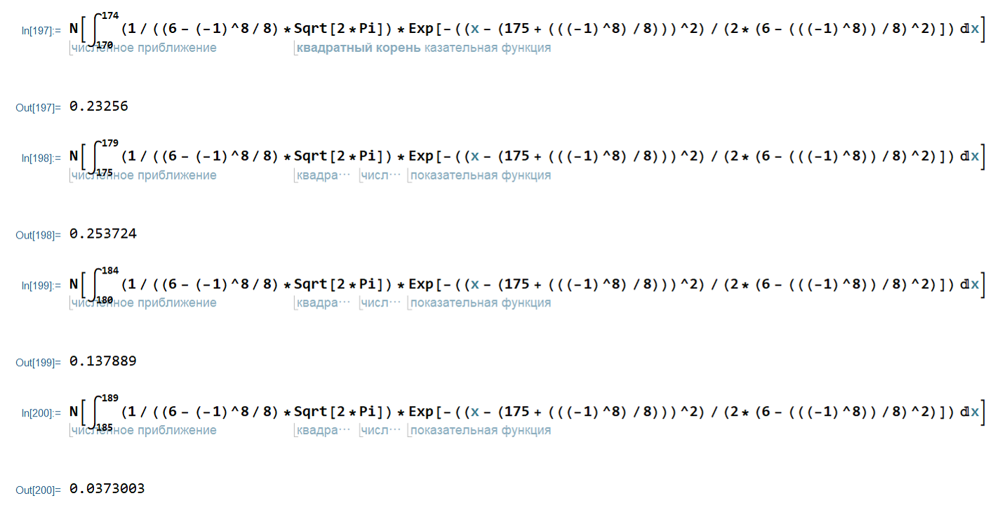 In[197]:= N[∫_170^174 (1 / ((6 - (-1)^8 / 8) * Sqrt[2 * Pi]) * Exp[-((x - (175 + (((-1)^8) / 8)))^2) / (2 * (6 - (((-1)^8)) / 8)^2)]) ⅆx]
численное приближение квадратный корень казательная функция
Out[197]= 0.23256
In[198]:= N[∫_175^179 (1 / ((6 - (-1)^8 / 8) * Sqrt[2 * Pi]) * Exp[-((x - (175 + (((-1)^8) / 8)))^2) / (2 * (6 - (((-1)^8)) / 8)^2)]) ⅆx]
численное приближение квадра⋯ числ⋯ показательная функция
Out[198]= 0.253724
In[199]:= N[∫_180^184 (1 / ((6 - (-1)^8 / 8) * Sqrt[2 * Pi]) * Exp[-((x - (175 + (((-1)^8) / 8)))^2) / (2 * (6 - (((-1)^8)) / 8)^2)]) ⅆx]
численное приближение квадра⋯ числ⋯ показательная функция
Out[199]= 0.137889
In[200]:= N[∫_185^189 (1 / ((6 - (-1)^8 / 8) * Sqrt[2 * Pi]) * Exp[-((x - (175 + (((-1)^8) / 8)))^2) / (2 * (6 - (((-1)^8)) / 8)^2)]) ⅆx]
численное приближение квадра⋯ числ⋯ показательная функция
Out[200]= 0.0373003